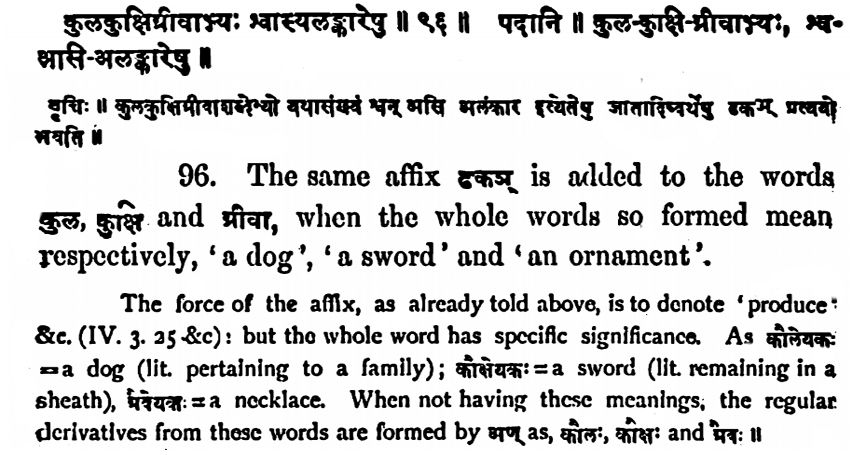 कुलकुक्षिग्रीवाभ्यः श्वास्यलङ्कारेषु ॥ ९६ ॥ पदानि ॥ कुल-कुक्षि-ग्रीवाभ्यः, श्व-
असि-अलङ्कारेषु ॥
वृत्तिः ॥ कुलकुक्षिग्रीवाशब्देभ्यो यथासंख्यं श्वन् असि अलंकार इत्येतेषु जातादिष्वर्थेषु ढकञ् प्रत्ययो
भवति ॥
96. The same affix ढकञ् is added to the words
कुल, कुक्षि and ग्रीवा, when the whole words so formed mean
respectively, ‘a dog’, ‘a sword’ and ‘an ornament’.
The force of the affix, as already told above, is to denote ‘produce’
&c. (IV. 3. 25 &c): but the whole word has specific significance. As कौलेयकः
=a dog (lit. pertaining to a family); कौक्षेयकः=a sword (lit. remaining in a
sheath), ग्रैवेयकः=a necklace. When not having these meanings, the regular
derivatives from these words are formed by अण् as, कौलः, कौक्षः and ग्रैवः ॥